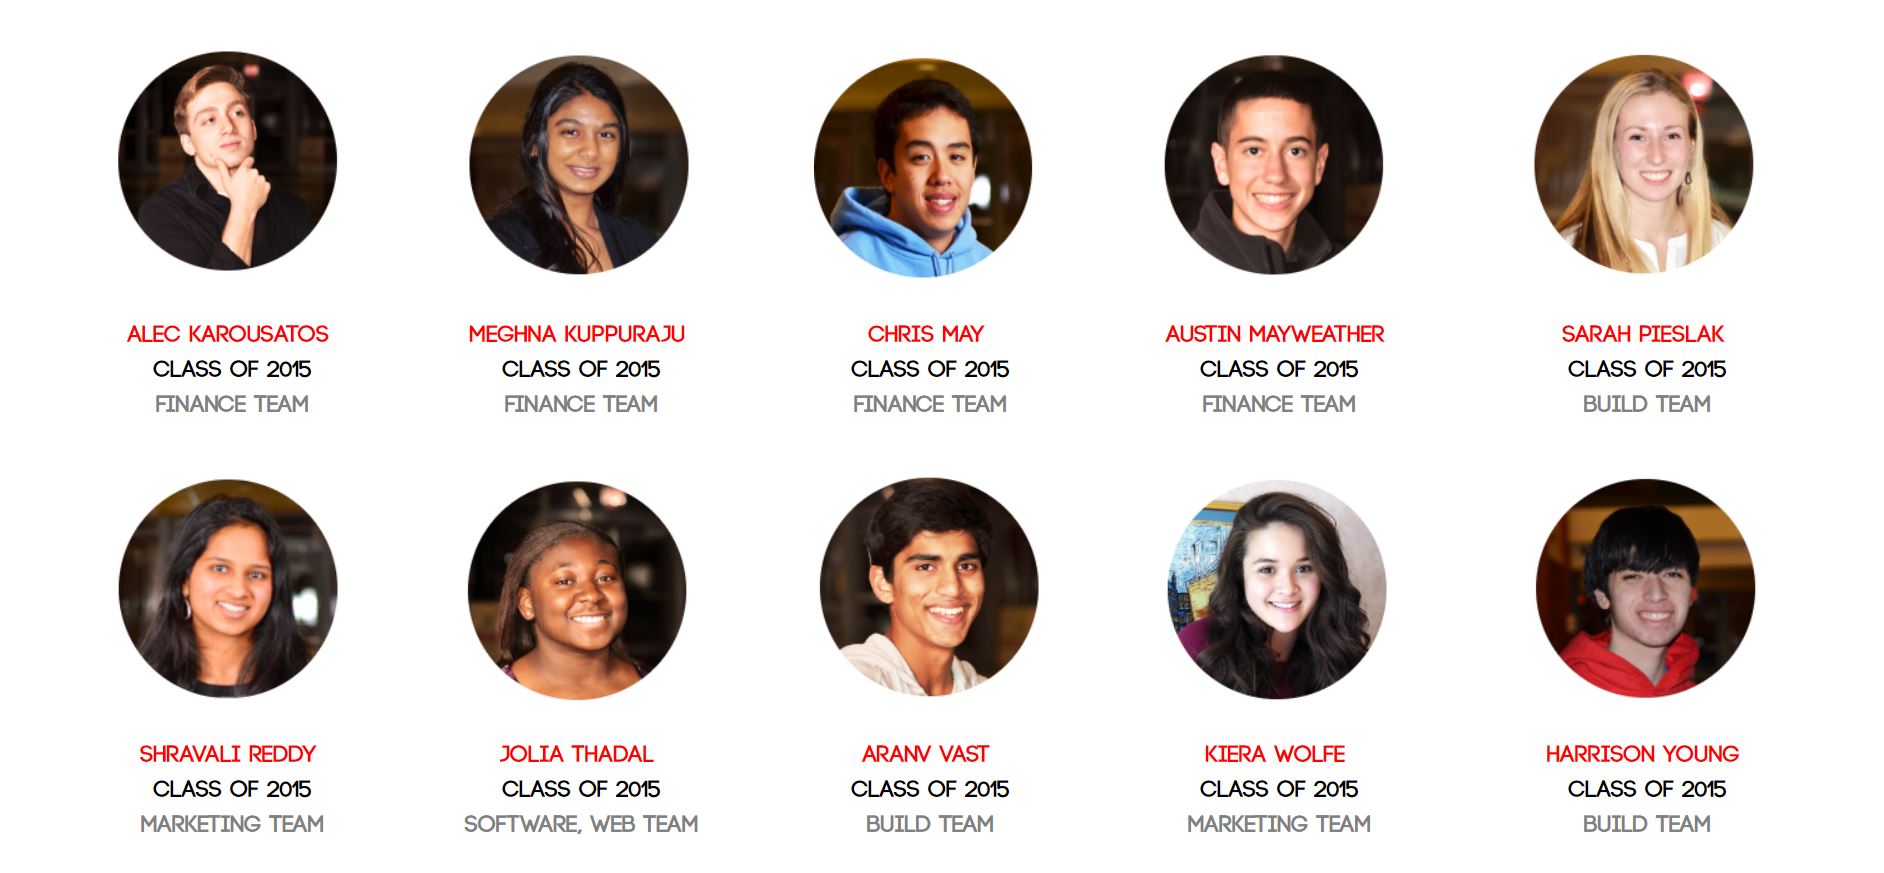 ALEC KAROUSATOS
CLASS OF 2015
FINANCE TEAM
MEGHNA KUPPURAJU
CLASS OF 2015
FINANCE TEAM
CHRIS MAY
CLASS OF 2015
FINANCE TEAM
AUSTIN MAYWEATHER
CLASS OF 2015
FINANCE TEAM
SARAH PIESLAK
CLASS OF 2015
BUILD TEAM
SHRAVALI REDDY
CLASS OF 2015
MARKETING TEAM
JOLIA THADAL
CLASS OF 2015
SOFTWARE, WEB TEAM
ARANV VAST
CLASS OF 2015
BUILD TEAM
KIERA WOLFE
CLASS OF 2015
MARKETING TEAM
HARRISON YOUNG
CLASS OF 2015
BUILD TEAM